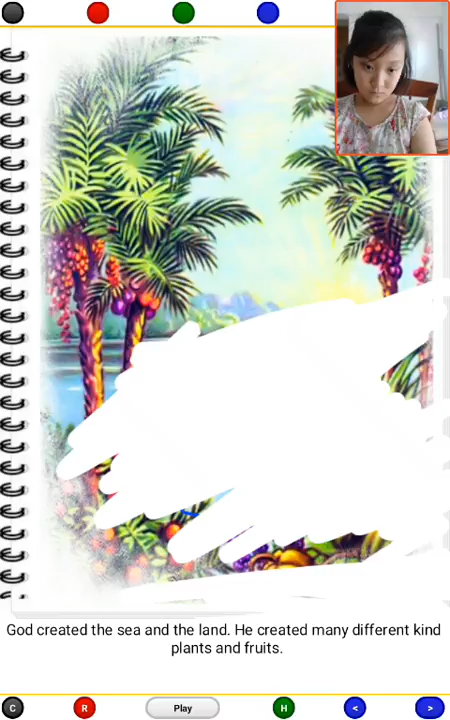 God created the sea and the land. He created many different kind
plants and fruits.
C
R
Play
H
<
>